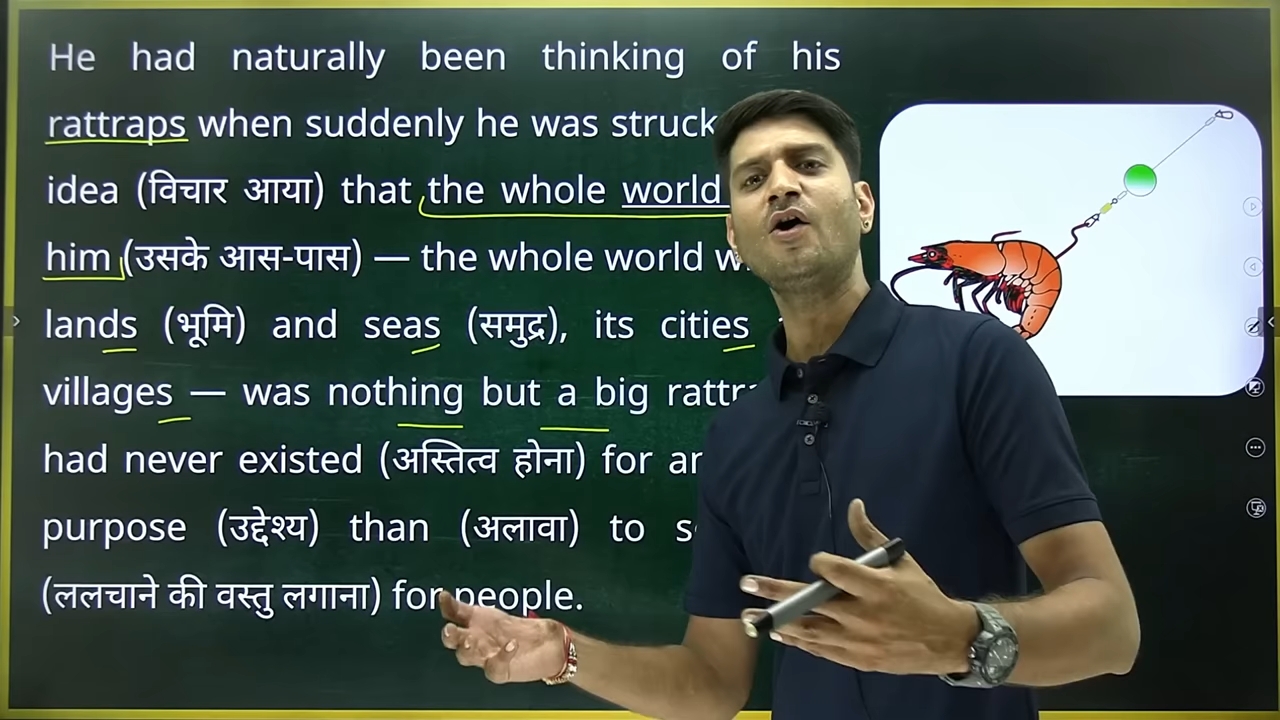 He had naturally been thinking of his
rattraps when suddenly he was struck
idea (विचार आया) that the whole world
him (उसके आस-पास) — the whole world
lands (भूमि) and seas (समुद्र), its cities
villages — was nothing but a big
had never existed (अस्तित्व होना) for
purpose (उद्देश्य) than (अलावा) to
(ललचाने की वस्तु लगाना) for people.